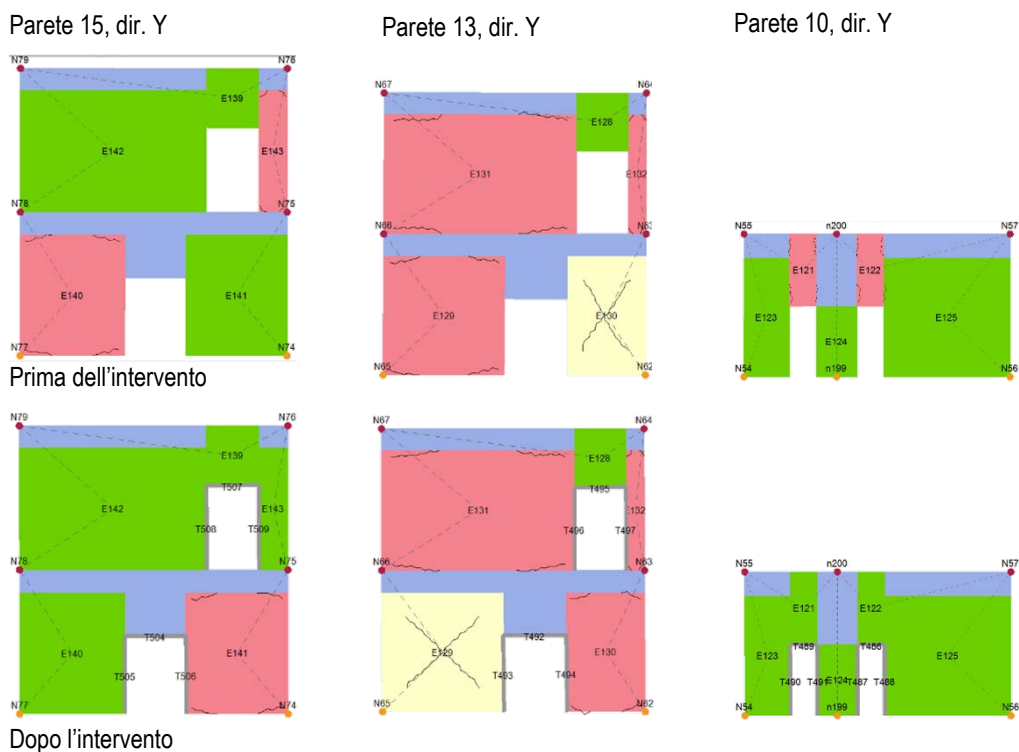 Parete 15, dir. Y
Parete 13, dir. Y
Parete 10, dir. Y
N79 N76
E139
E142 E143
N78 N75
E140 E141
N77 N74
N67 N64
E128
E131 E132
N66 N63
E129 E130
N65 N62
N55 n200 N57
E121 E122
E123 E125
E124
N54 n199 N56
Prima dell'intervento
N79 N76
E139
T507
E142 E143
T508 T509
N78 N75
T504
E140 E141
T505 T506
N77 N74
N67 N64
E128
T495
E131 E132
T496 T497
N66 N63
T492
E129 E130
T493 T494
N65 N62
N55 n200 N57
E121 E122
T489 T486
E123 E125
T490 T491 E124 T487 T488
N54 n199 N56
Dopo l'intervento